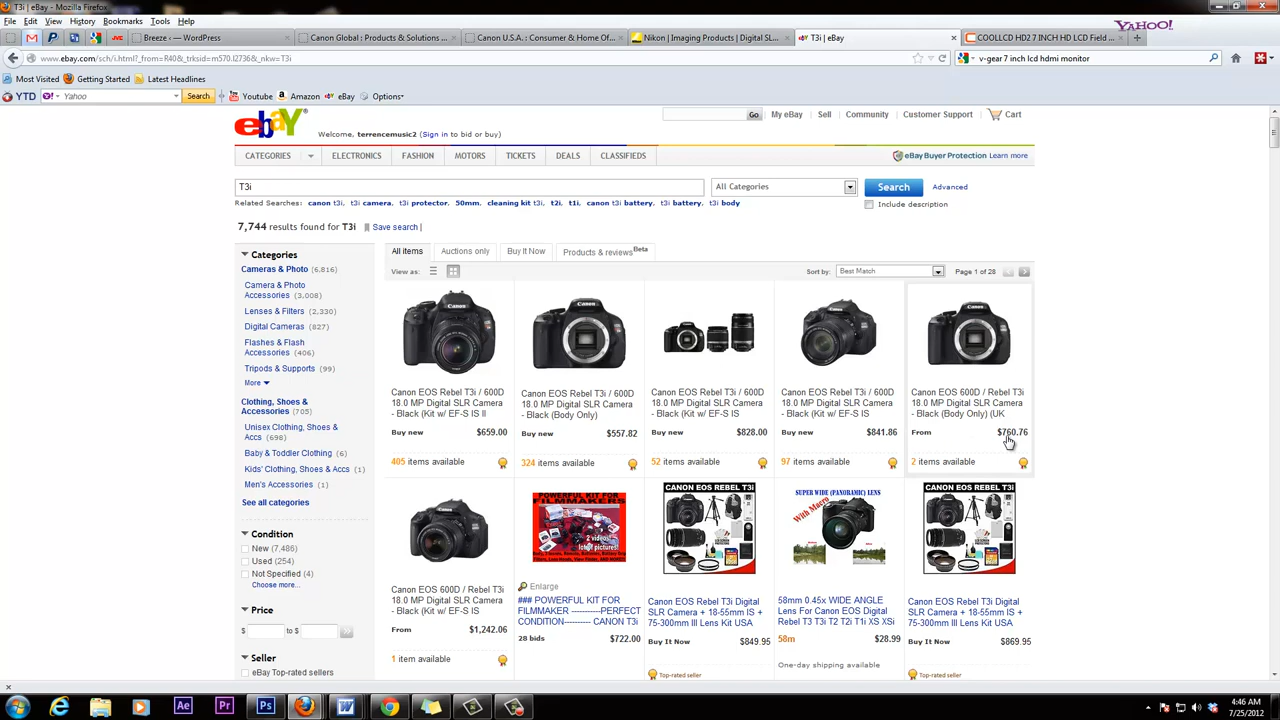 T3i | eBay - Mozilla Firefox
File Edit View History Bookmarks Tools Help
YAHOO!
Breeze ‹ — WordPress
Canon Global : Products & Solutions ...
Canon U.S.A. : Consumer & Home Of...
Nikon | Imaging Products | Digital SL...
T3i | eBay
COOLLCD HD2 7 INCH HD LCD Field ...
www.ebay.com/sch/i.html?_from=R40&_trksid=m570.l2736&_nkw=T3i
v-gear 7 inch lcd hdmi monitor
Most Visited Getting Started Latest Headlines
YTD Yahoo Search Youtube Amazon eBay Options
ebay
Welcome, terrencemusic2 (Sign in to bid or buy)
Go My eBay Sell Community Customer Support Cart
CATEGORIES ELECTRONICS FASHION MOTORS TICKETS DEALS CLASSIFIEDS
eBay Buyer Protection Learn more
T3i All Categories Search Advanced
Related Searches: canon t3i, t3i camera, t3i protector, 50mm, cleaning kit t3i, t2i, t1i, canon t3i battery, t3i battery, t3i body
Include description
7,744 results found for T3i Save search |
Categories
Cameras & Photo (6,816)
Camera & Photo
Accessories (3,008)
Lenses & Filters (2,330)
Digital Cameras (827)
Flashes & Flash
Accessories (406)
Tripods & Supports (99)
More
Clothing, Shoes &
Accessories (705)
Unisex Clothing, Shoes &
Accs (698)
Baby & Toddler Clothing (6)
Kids' Clothing, Shoes & Accs (1)
Men's Accessories (1)
See all categories
Condition
New (7,486)
Used (254)
Not Specified (4)
Choose more...
Price
$ to $
Seller
eBay Top-rated sellers
All items Auctions only Buy It Now Products & reviews Beta
View as:
Sort by: Best Match Page 1 of 28
Canon EOS Rebel T3i / 600D
18.0 MP Digital SLR Camera
- Black (Kit w/ EF-S IS II
Buy new $659.00
405 items available
Canon EOS Rebel T3i / 600D
18.0 MP Digital SLR Camera
- Black (Body Only)
Buy new $557.82
324 items available
Canon EOS Rebel T3i / 600D
18.0 MP Digital SLR Camera
- Black (Kit w/ EF-S IS
Buy new $828.00
52 items available
Canon EOS Rebel T3i / 600D
18.0 MP Digital SLR Camera
- Black (Kit w/ EF-S IS
Buy new $841.86
97 items available
Canon EOS 600D / Rebel T3i
18.0 MP Digital SLR Camera
- Black (Body Only) (UK
From $760.76
2 items available
Canon EOS 600D / Rebel T3i
18.0 MP Digital SLR Camera
- Black (Kit w/ EF-S IS
From $1,242.06
1 item available
POWERFUL KIT FOR
FILMMAKERS
2 videos!
lots of pictures!
Enlarge
### POWERFUL KIT FOR
FILMMAKER ----------PERFECT
CONDITION---------- CANON T3i
28 bids $722.00
CANON EOS REBEL T3i
Canon EOS Rebel T3i Digital
SLR Camera + 18-55mm IS +
75-300mm III Lens Kit USA
Buy It Now $849.95
Top-rated seller
SUPER WIDE (PANORAMIC) LENS
With Macro
58mm 0.45x WIDE ANGLE
Lens For Canon EOS Digital
Rebel T3i T3 T2i T1i XS XSi
58m $28.99
One-day shipping available
CANON EOS REBEL T3i
Canon EOS Rebel T3i Digital
SLR Camera + 18-55mm IS +
75-300mm III Lens Kit USA
Buy It Now $869.95
Top-rated seller
Ae Pr Ps W
4:46 AM
7/25/2012